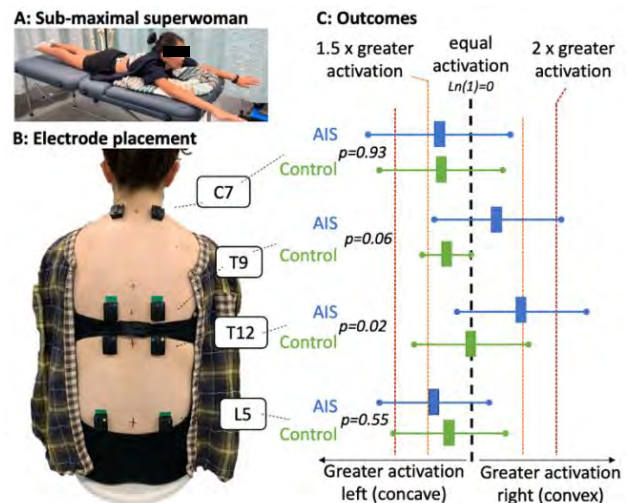 A: Sub-maximal superwoman
B: Electrode placement
C7
T9
T12
L5
C: Outcomes
1.5 x greater
activation
equal
activation
Ln(1)=0
2 x greater
activation
AIS
p=0.93
Control
AIS
p=0.06
Control
AIS
p=0.02
Control
AIS
p=0.55
Control
Greater activation
left (concave)
Greater activation
right (convex)